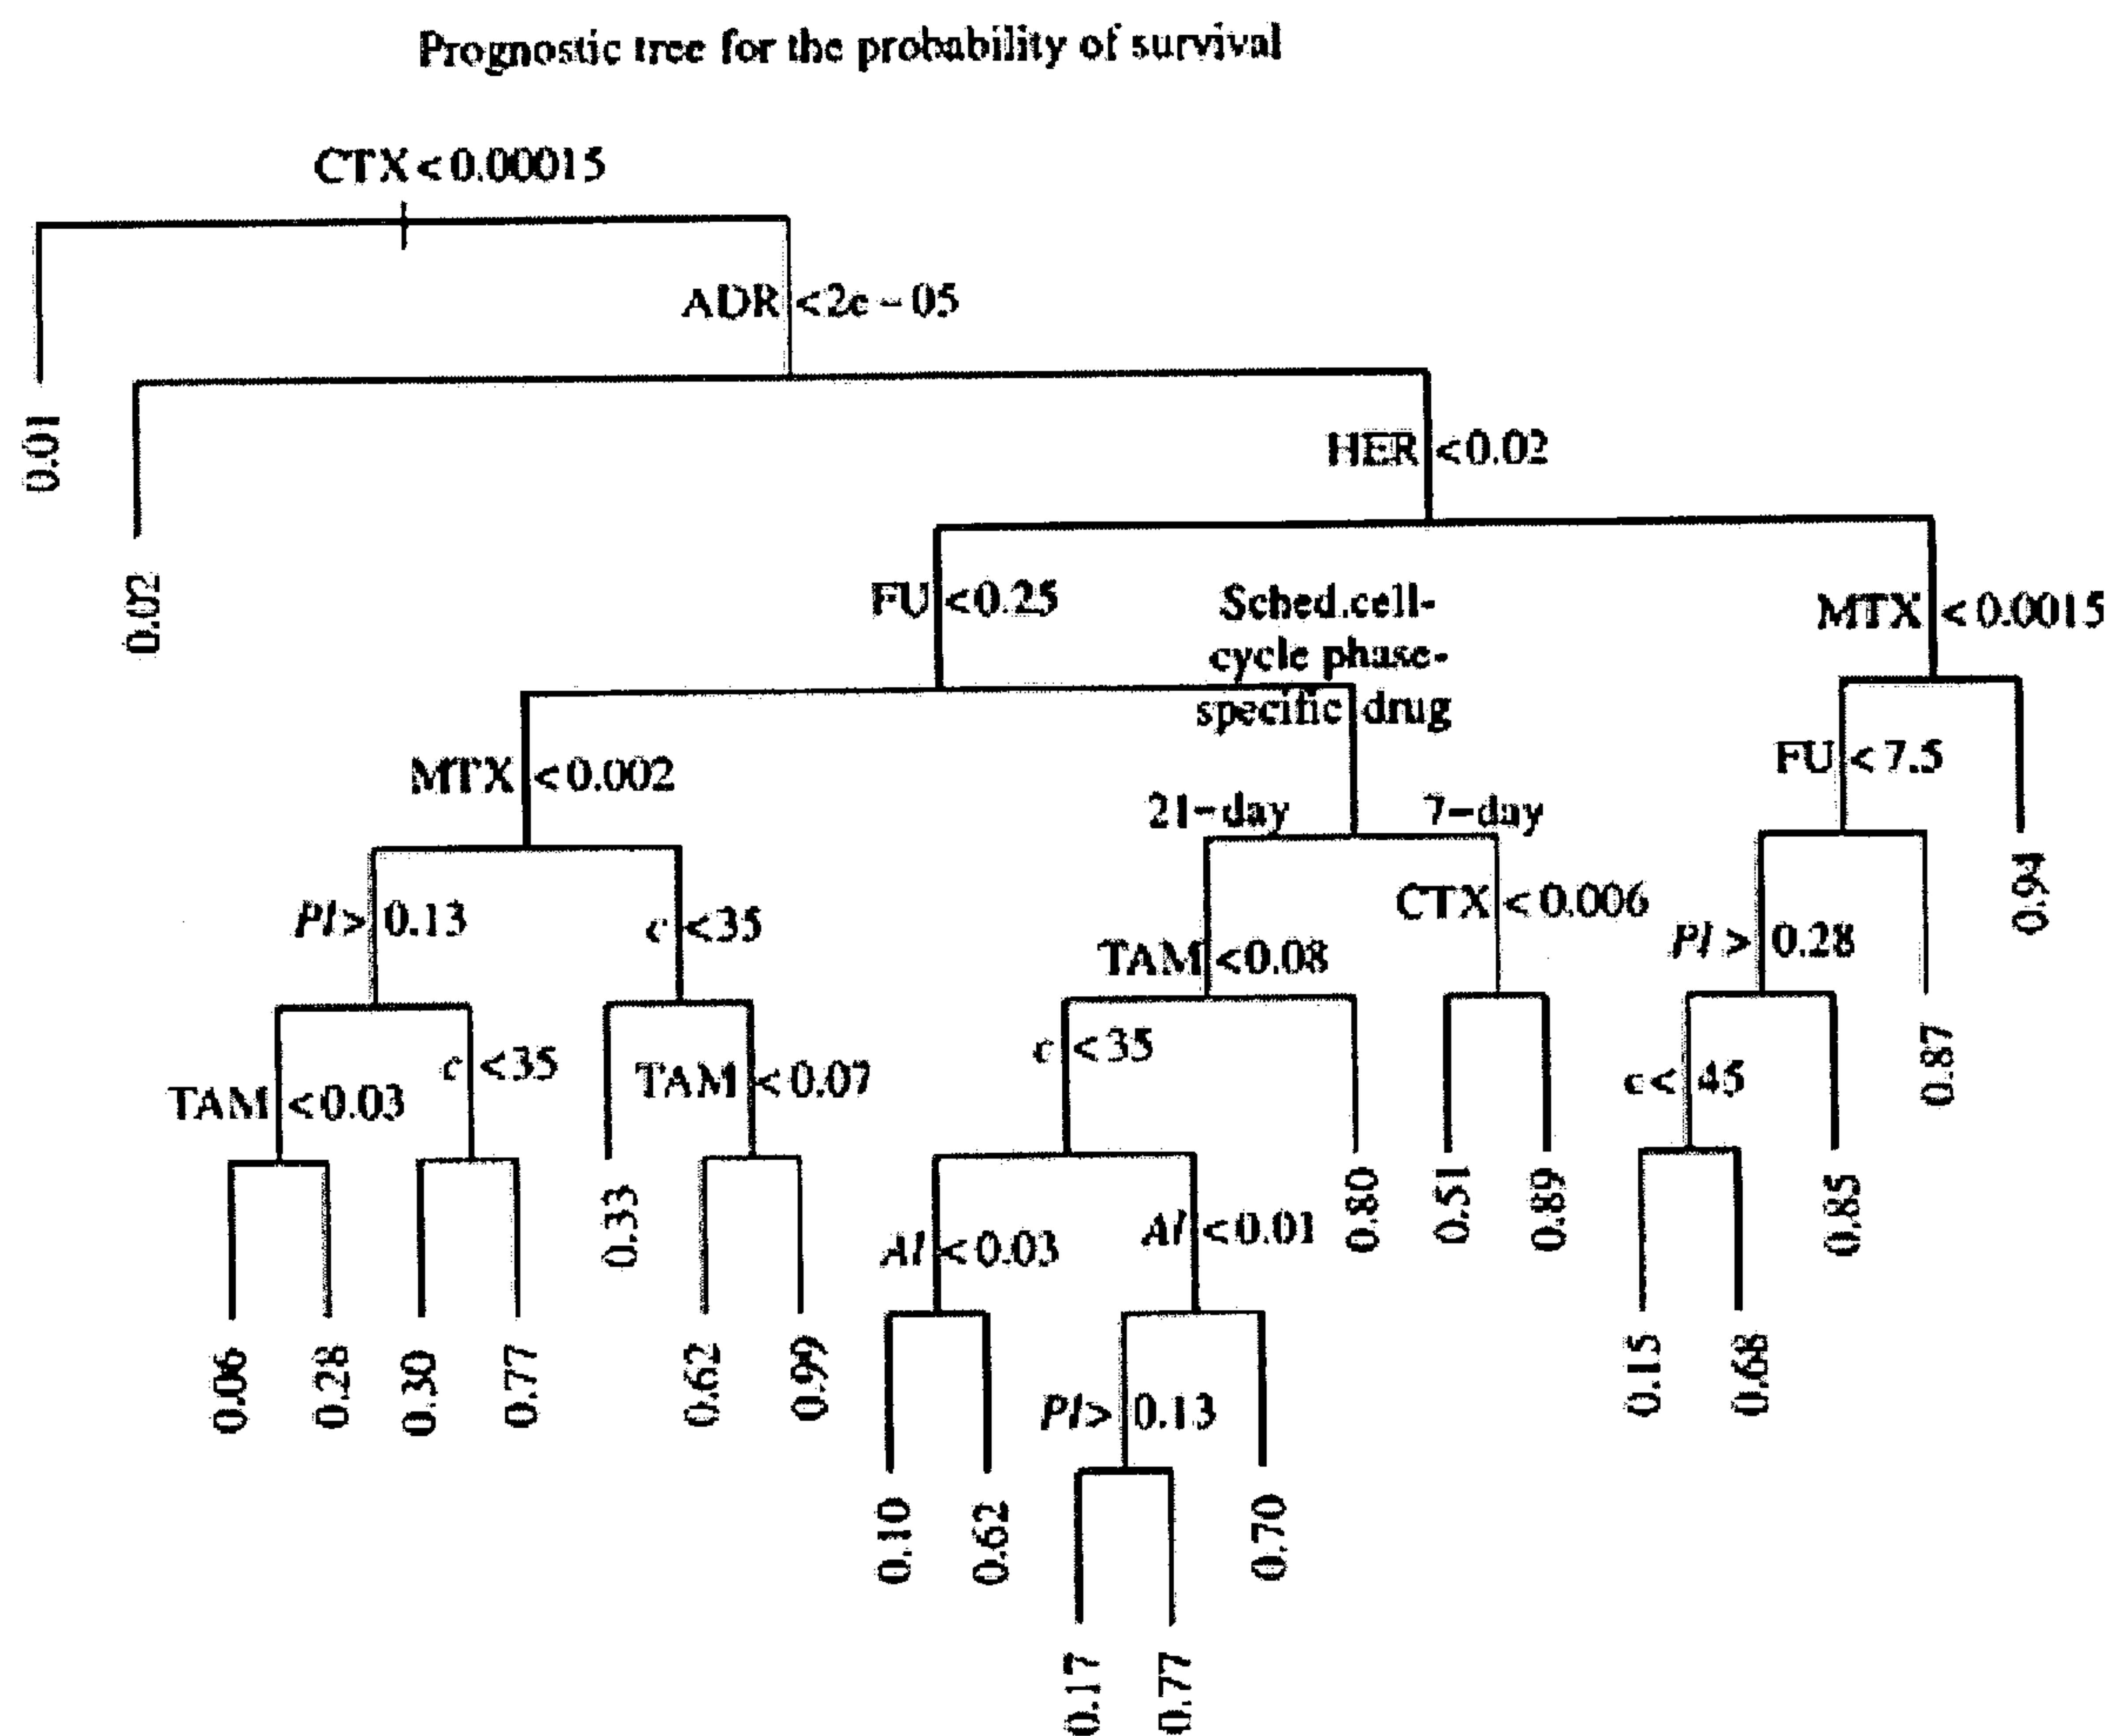 Prognostic tree for the probability of survival
CTX < 0.00015
ADR < 2e - 05
0.01
HER < 0.02
0.02
FU < 0.25
Sched.cell-
cycle phase-
specific drug
MTX < 0.0015
MTX < 0.002
21-day
7-day
FU < 7.5
PI > 0.13
c < 35
TAM < 0.08
CTX < 0.006
PI > 0.28
0.94
TAM < 0.03
c < 35
TAM < 0.07
c < 35
c < 45
0.87
0.33
AI < 0.03
AI < 0.01
0.80
0.51
0.89
0.85
0.06
0.28
0.30
0.77
0.62
0.99
PI > 0.13
0.15
0.68
0.10
0.62
0.70
0.17
0.77